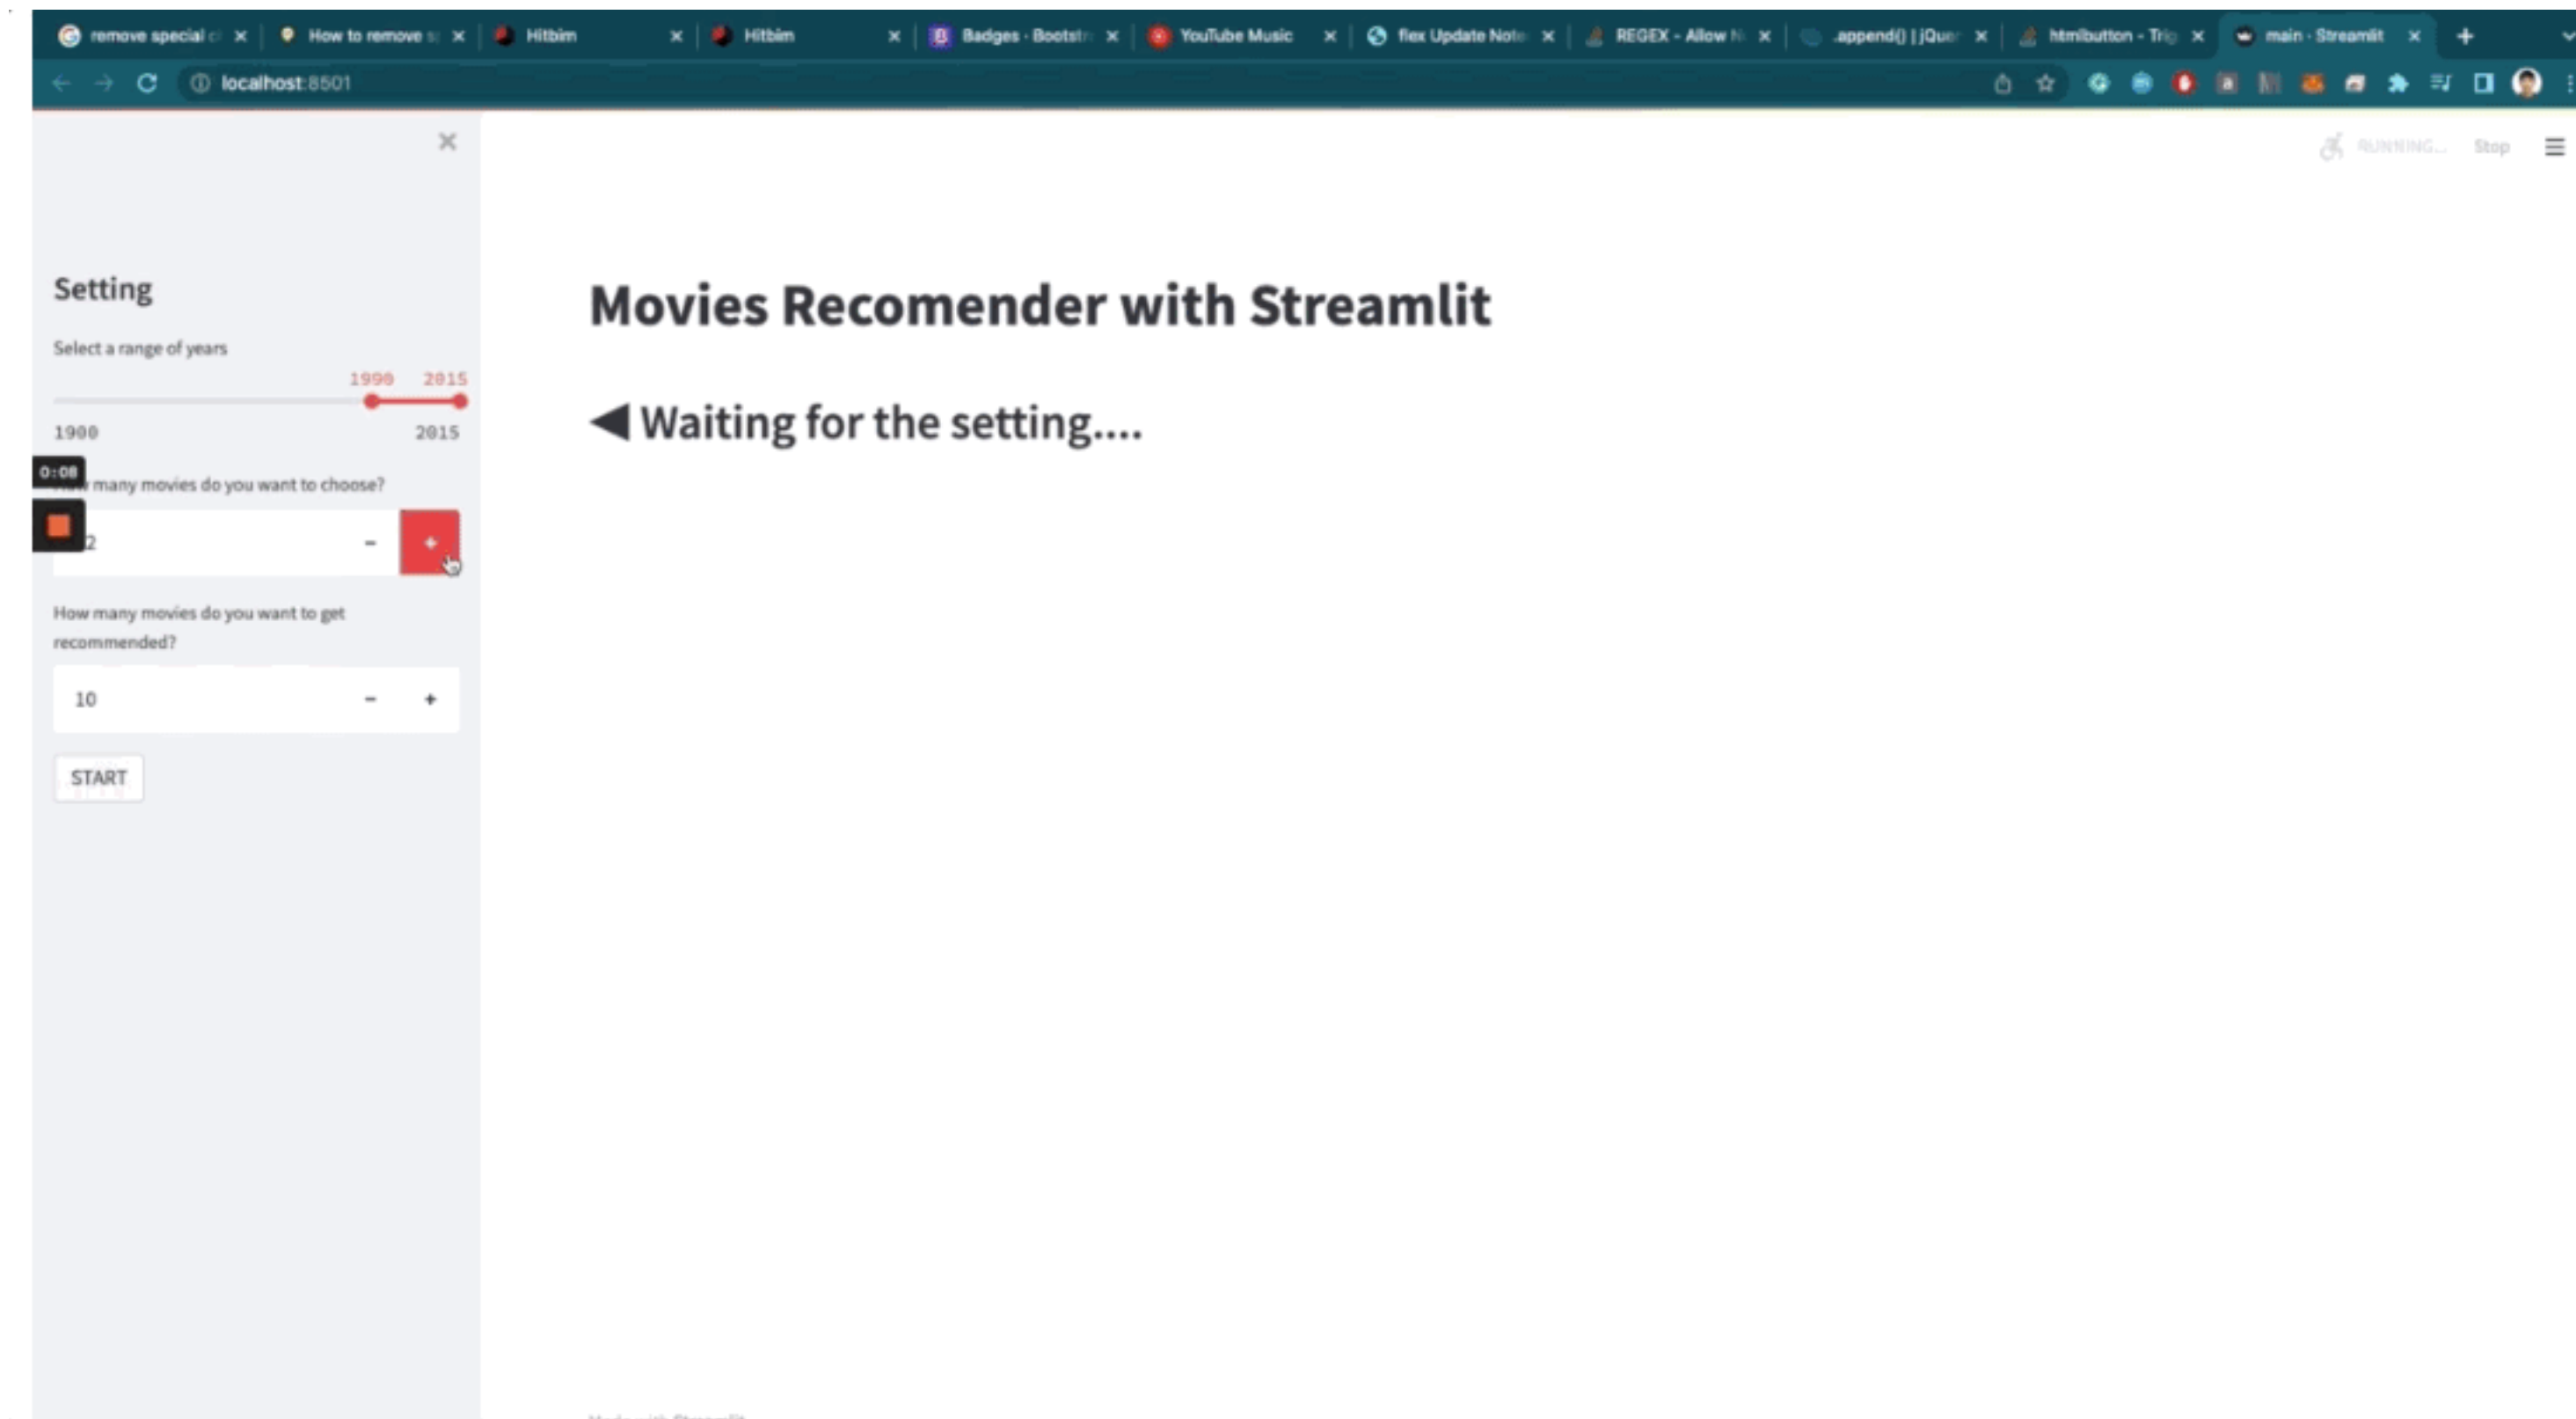 remove special c
How to remove s
Hitbim
Hitbim
Badges · Bootstr
YouTube Music
flex Update Note
REGEX - Allow N
.append() | jQuer
htmlbutton - Trig
main · Streamlit
localhost:8501
RUNNING...
Stop
Setting
Select a range of years
1990 2015
1900 2015
0:08
many movies do you want to choose?
2
How many movies do you want to get
recommended?
10
START
Movies Recomender with Streamlit
◀ Waiting for the setting....